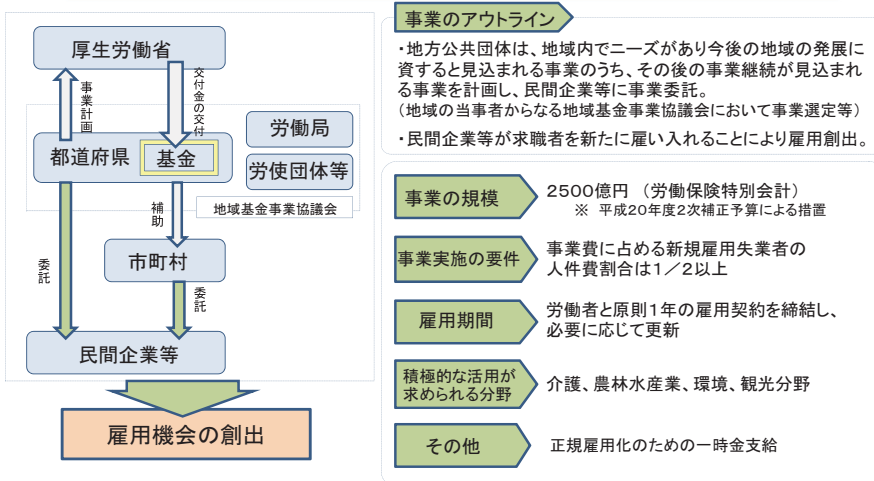 厚生労働省
事業計画
交付金の交付
都道府県
基金
労働局
労使団体等
地域基金事業協議会
補助
市町村
委託
委託
民間企業等
雇用機会の創出
事業のアウトライン
・地方公共団体は、地域内でニーズがあり今後の地域の発展に
資すると見込まれる事業のうち、その後の事業継続が見込まれ
る事業を計画し、民間企業等に事業委託。
(地域の当事者からなる地域基金事業協議会において事業選定等)
・民間企業等が求職者を新たに雇い入れることにより雇用創出。
事業の規模
2500億円 (労働保険特別会計)
※ 平成20年度2次補正予算による措置
事業実施の要件
事業費に占める新規雇用失業者の
人件費割合は1/2以上
雇用期間
労働者と原則1年の雇用契約を締結し、
必要に応じて更新
積極的な活用が
求められる分野
介護、農林水産業、環境、観光分野
その他
正規雇用化のための一時金支給